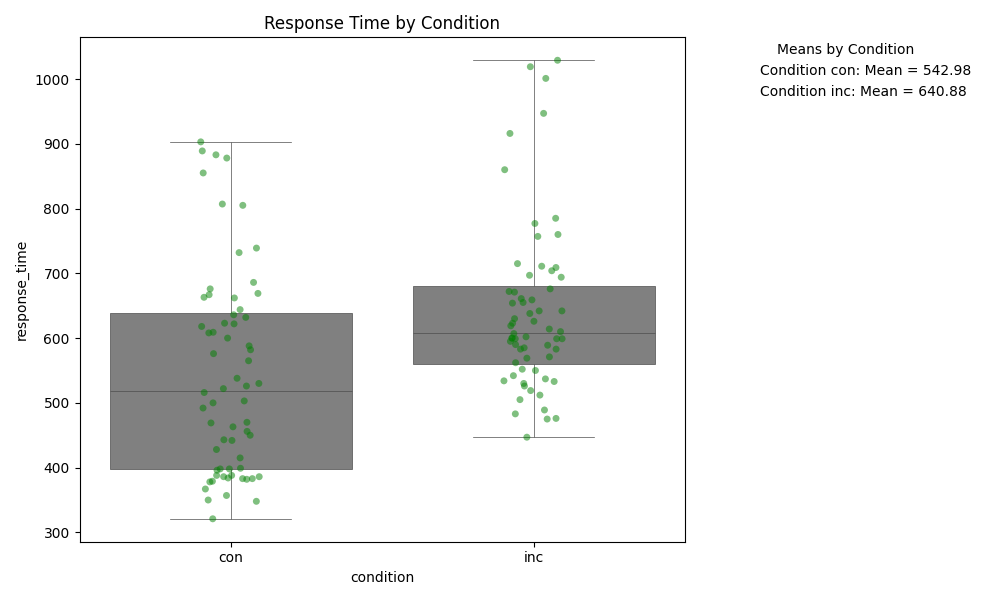 Response Time by Condition
Means by Condition
Condition con: Mean = 542.98
Condition inc: Mean = 640.88
response_time
1000
900
800
700
600
500
400
300
con inc
condition